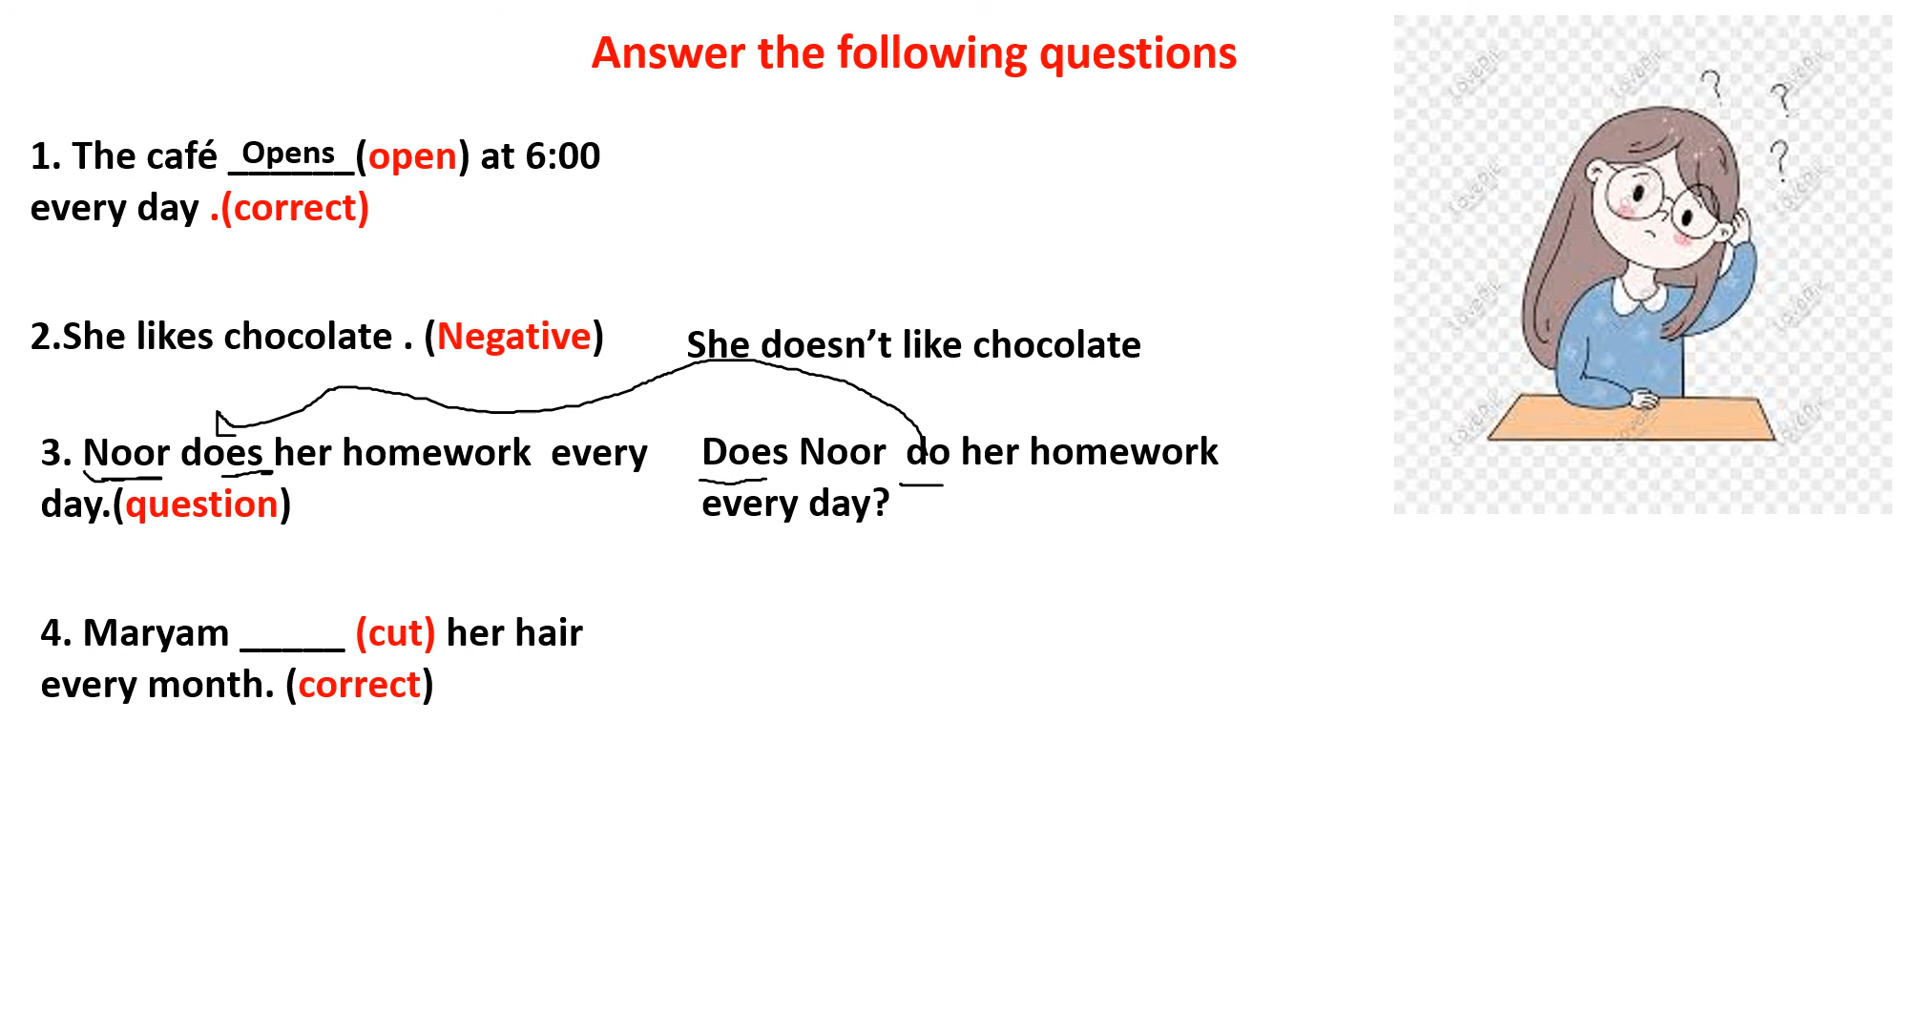 Answer the following questions
1. The café ______(open) at 6:00
Opens
every day .(correct)
2.She likes chocolate . (Negative)
She doesn’t like chocolate
3. Noor does her homework  every
day.(question)
Does Noor  do her homework
every day?
4. Maryam _____ (cut) her hair
every month. (correct)